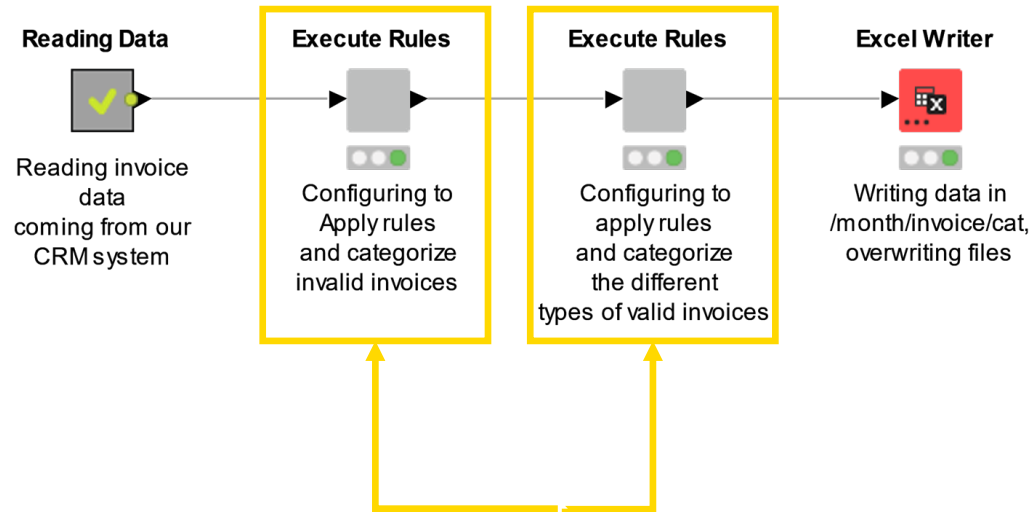 Reading Data
Reading invoice
data
coming from our
CRM system
Execute Rules
Configuring to
Apply rules
and categorize
invalid invoices
Execute Rules
Configuring to
apply rules
and categorize
the different
types of valid invoices
Excel Writer
X
Writing data in
/month/invoice/cat,
overwriting files